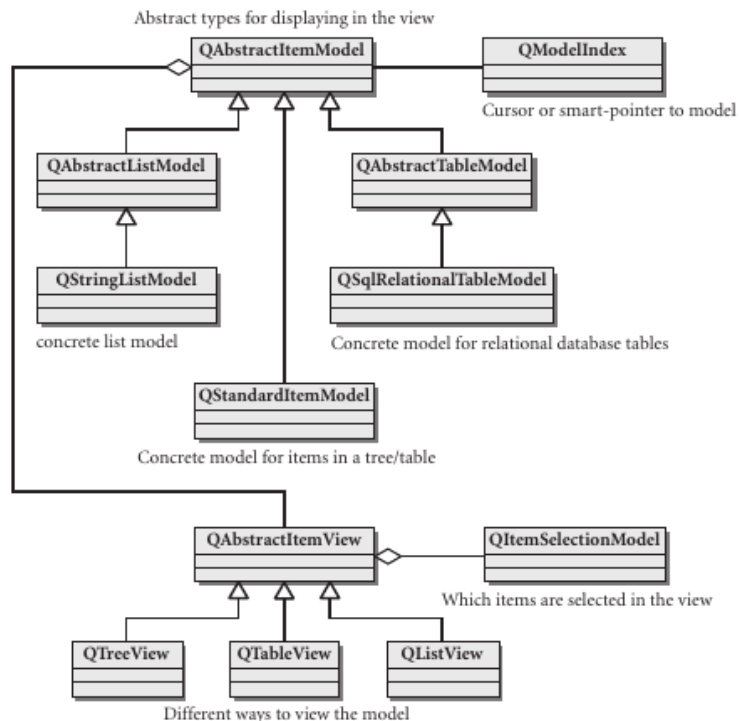 Abstract types for displaying in the view
QAbstractItemModel
QModelIndex
Cursor or smart-pointer to model
QAbstractListModel
QAbstractTableModel
QStringListModel
QSqlRelationalTableModel
concrete list model
Concrete model for relational database tables
QStandardItemModel
Concrete model for items in a tree/table
QAbstractItemView
QItemSelectionModel
Which items are selected in the view
QTreeView
QTableView
QListView
Different ways to view the model